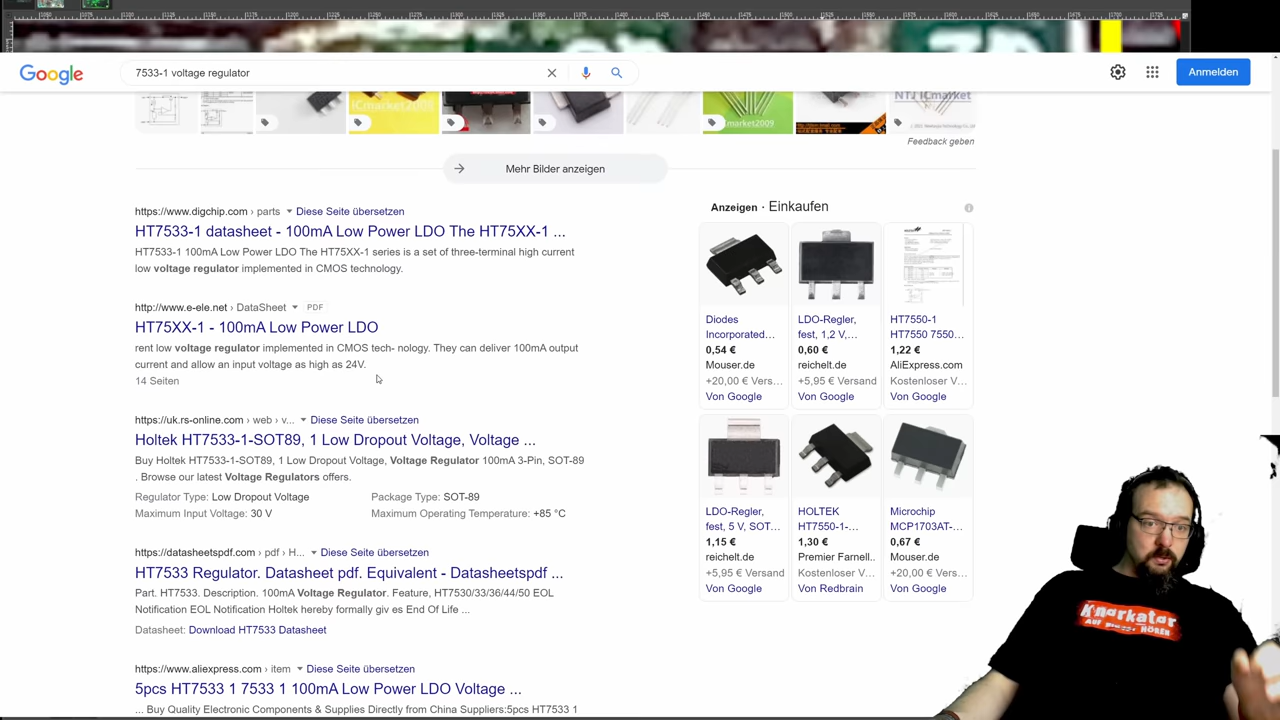 Google
7533-1 voltage regulator
Anmelden
ICmarket2009
Cmarket2009
Feedback geben
Mehr Bilder anzeigen
https://www.digchip.com › parts Diese Seite übersetzen
HT7533-1 datasheet - 100mA Low Power LDO The HT75XX-1 ...
HT7533-1 100mA Low Power LDO The HT75XX-1 series is a set of three-terminal high current
low voltage regulator implemented in CMOS technology.
http://www.e-ele.net › DataSheet PDF
HT75XX-1 - 100mA Low Power LDO
rent low voltage regulator implemented in CMOS tech- nology. They can deliver 100mA output
current and allow an input voltage as high as 24V.
14 Seiten
https://uk.rs-online.com › web › v... Diese Seite übersetzen
Holtek HT7533-1-SOT89, 1 Low Dropout Voltage, Voltage ...
Buy Holtek HT7533-1-SOT89, 1 Low Dropout Voltage, Voltage Regulator 100mA 3-Pin, SOT-89
. Browse our latest Voltage Regulators offers.
Regulator Type: Low Dropout Voltage Package Type: SOT-89
Maximum Input Voltage: 30 V Maximum Operating Temperature: +85 °C
https://datasheetspdf.com › pdf › H... Diese Seite übersetzen
HT7533 Regulator. Datasheet pdf. Equivalent - Datasheetspdf ...
Part. HT7533. Description. 100mA Voltage Regulator. Feature, HT7530/33/36/44/50 EOL
Notification EOL Notification Holtek hereby formally giv es End Of Life ...
Datasheet: Download HT7533 Datasheet
https://www.aliexpress.com › item Diese Seite übersetzen
5pcs HT7533 1 7533 1 100mA Low Power LDO Voltage ...
... Buy Quality Electronic Components & Supplies Directly from China Suppliers:5pcs HT7533 1
Anzeigen · Einkaufen
Diodes
Incorporated...
0,54 €
Mouser.de
+20,00 € Vers...
Von Google
LDO-Regler,
fest, 1,2 V,...
0,60 €
reichelt.de
+5,95 € Versand
Von Google
HT7550-1
HT7550 7550...
1,22 €
AliExpress.com
Kostenloser V...
Von Google
LDO-Regler,
fest, 5 V, SOT...
1,15 €
reichelt.de
+5,95 € Versand
Von Google
HOLTEK
HT7550-1-...
1,30 €
Premier Farnell..
Kostenloser V...
Von Redbrain
Microchip
MCP1703AT-...
0,67 €
Mouser.de
+20,00 € Vers...
Von Google
Knorkator